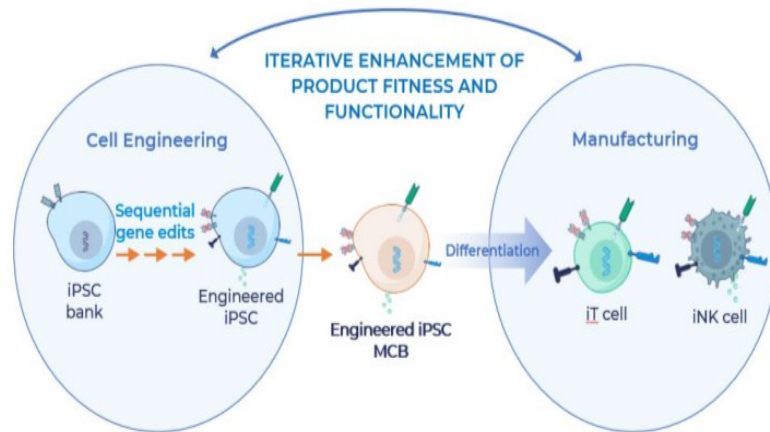 ITERATIVE ENHANCEMENT OF
PRODUCT FITNESS AND
FUNCTIONALITY
Cell Engineering
Manufacturing
Sequential
gene edits
Differentiation
iPSC
bank
Engineered
iPSC
Engineered iPSC
MCB
iT cell
iNK cell